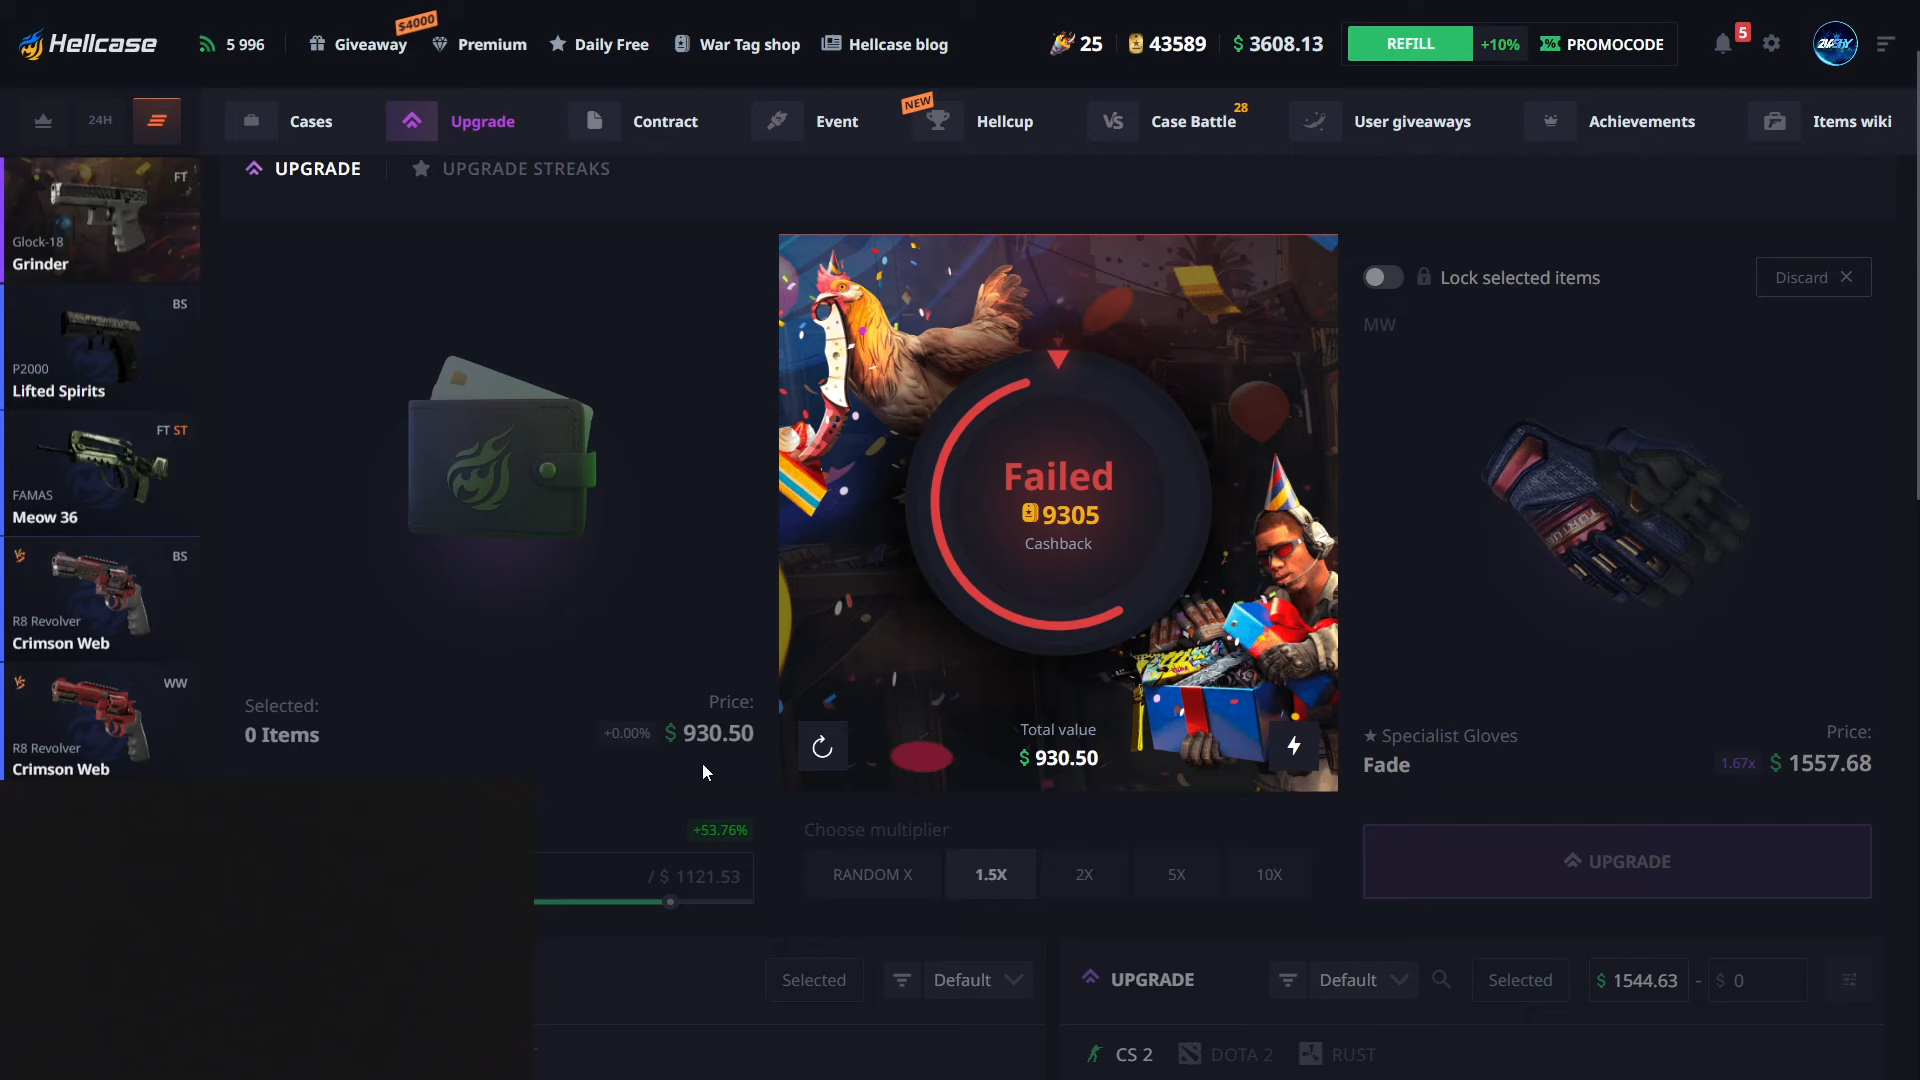 Hellcase
5 996
Giveaway
$4000
Premium
Daily Free
War Tag shop
Hellcase blog
25
43589
$ 3608.13
REFILL
+10%
PROMOCODE
5
24H
Cases
Upgrade
Contract
Event
NEW
Hellcup
VS
Case Battle
28
User giveaways
Achievements
Items wiki
UPGRADE
UPGRADE STREAKS
FT
Glock-18
Grinder
BS
P2000
Lifted Spirits
FT ST
FAMAS
Meow 36
VS
BS
R8 Revolver
Crimson Web
VS
WW
R8 Revolver
Crimson Web
Selected:
0 Items
Price:
+0.00%
$ 930.50
Failed
9305
Cashback
Total value
$ 930.50
Lock selected items
Discard
MW
★ Specialist Gloves
Fade
Price:
1.67x
$ 1557.68
+53.76%
/ $ 1121.53
Choose multiplier
RANDOM X
1.5X
2X
5X
10X
UPGRADE
Selected
Default
UPGRADE
Default
Selected
$ 1544.63
-
$ 0
CS 2
DOTA 2
RUST